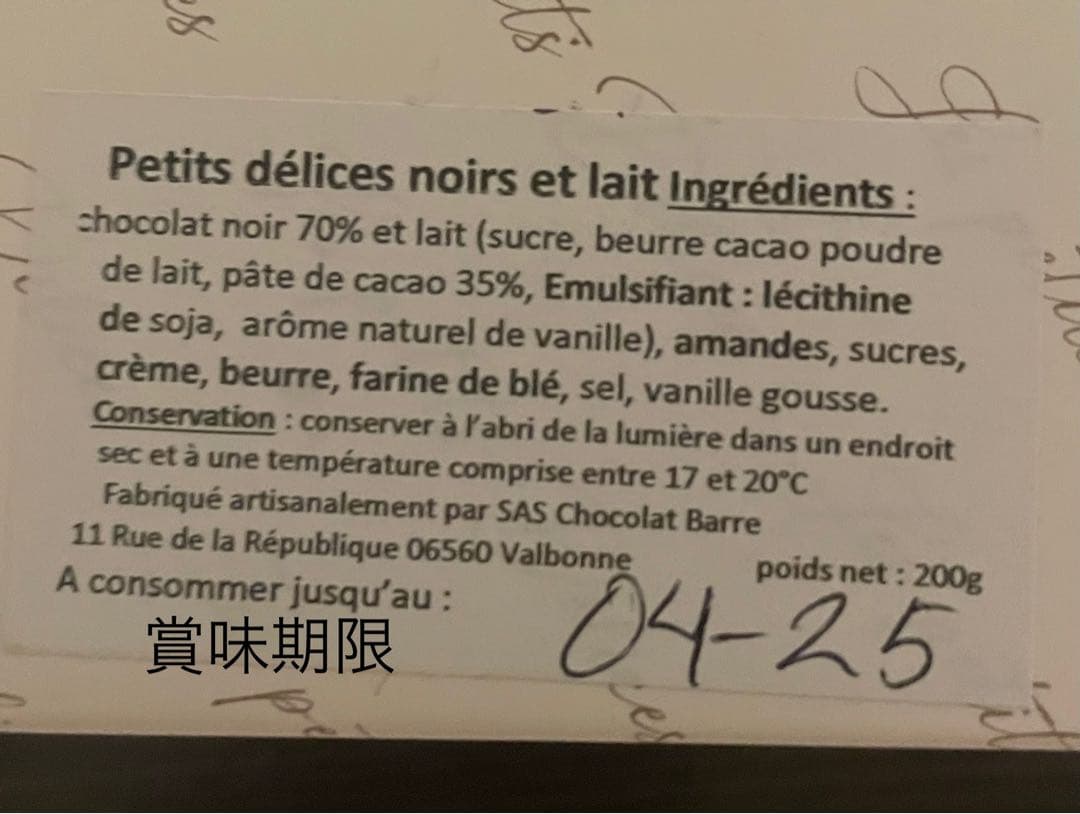 Petits délices noirs et lait Ingrédients :
chocolat noir 70% et lait (sucre, beurre cacao poudre
de lait, pâte de cacao 35%, Emulsifiant : lécithine
de soja, arôme naturel de vanille), amandes, sucres,
crème, beurre, farine de blé, sel, vanille gousse.
Conservation : conserver à l'abri de la lumière dans un endroit
sec et à une température comprise entre 17 et 20°C
Fabriqué artisanalement par SAS Chocolat Barre
11 Rue de la République 06560 Valbonne
poids net : 200g
A consommer jusqu'au :
04-25
賞味期限